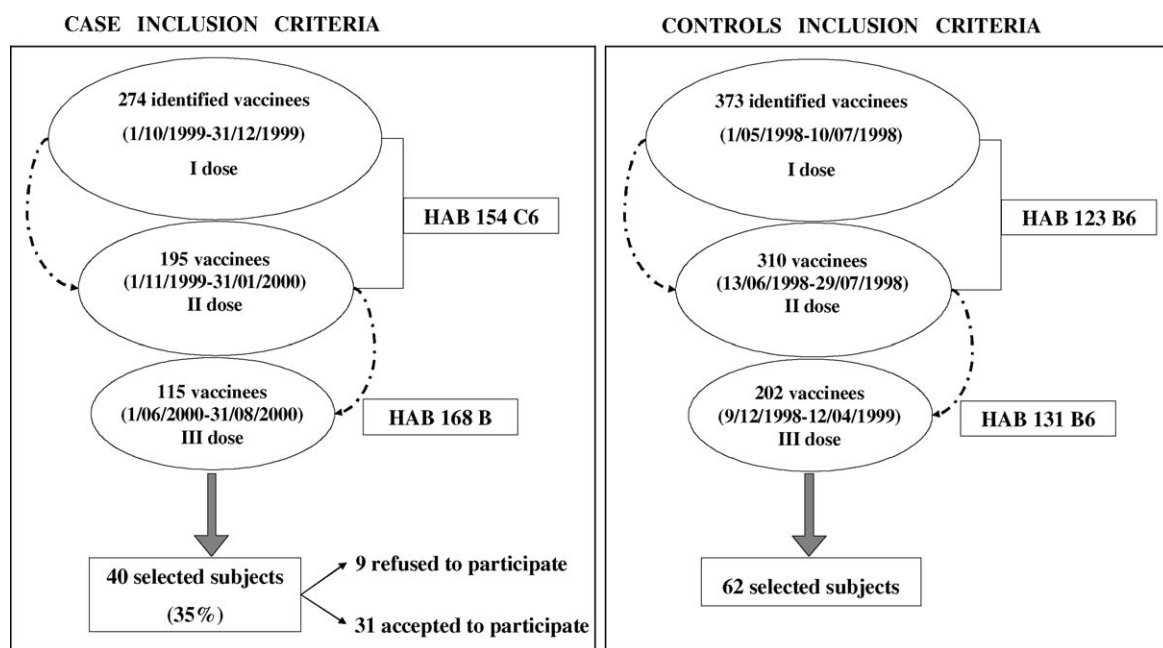 CASE INCLUSION CRITERIA
274 identified vaccinees
(1/10/1999-31/12/1999)
I dose
HAB 154 C6
195 vaccinees
(1/11/1999-31/01/2000)
II dose
115 vaccinees
(1/06/2000-31/08/2000)
III dose
HAB 168 B
40 selected subjects
(35%)
9 refused to participate
31 accepted to participate
CONTROLS INCLUSION CRITERIA
373 identified vaccinees
(1/05/1998-10/07/1998)
I dose
HAB 123 B6
310 vaccinees
(13/06/1998-29/07/1998)
II dose
202 vaccinees
(9/12/1998-12/04/1999)
III dose
HAB 131 B6
62 selected subjects